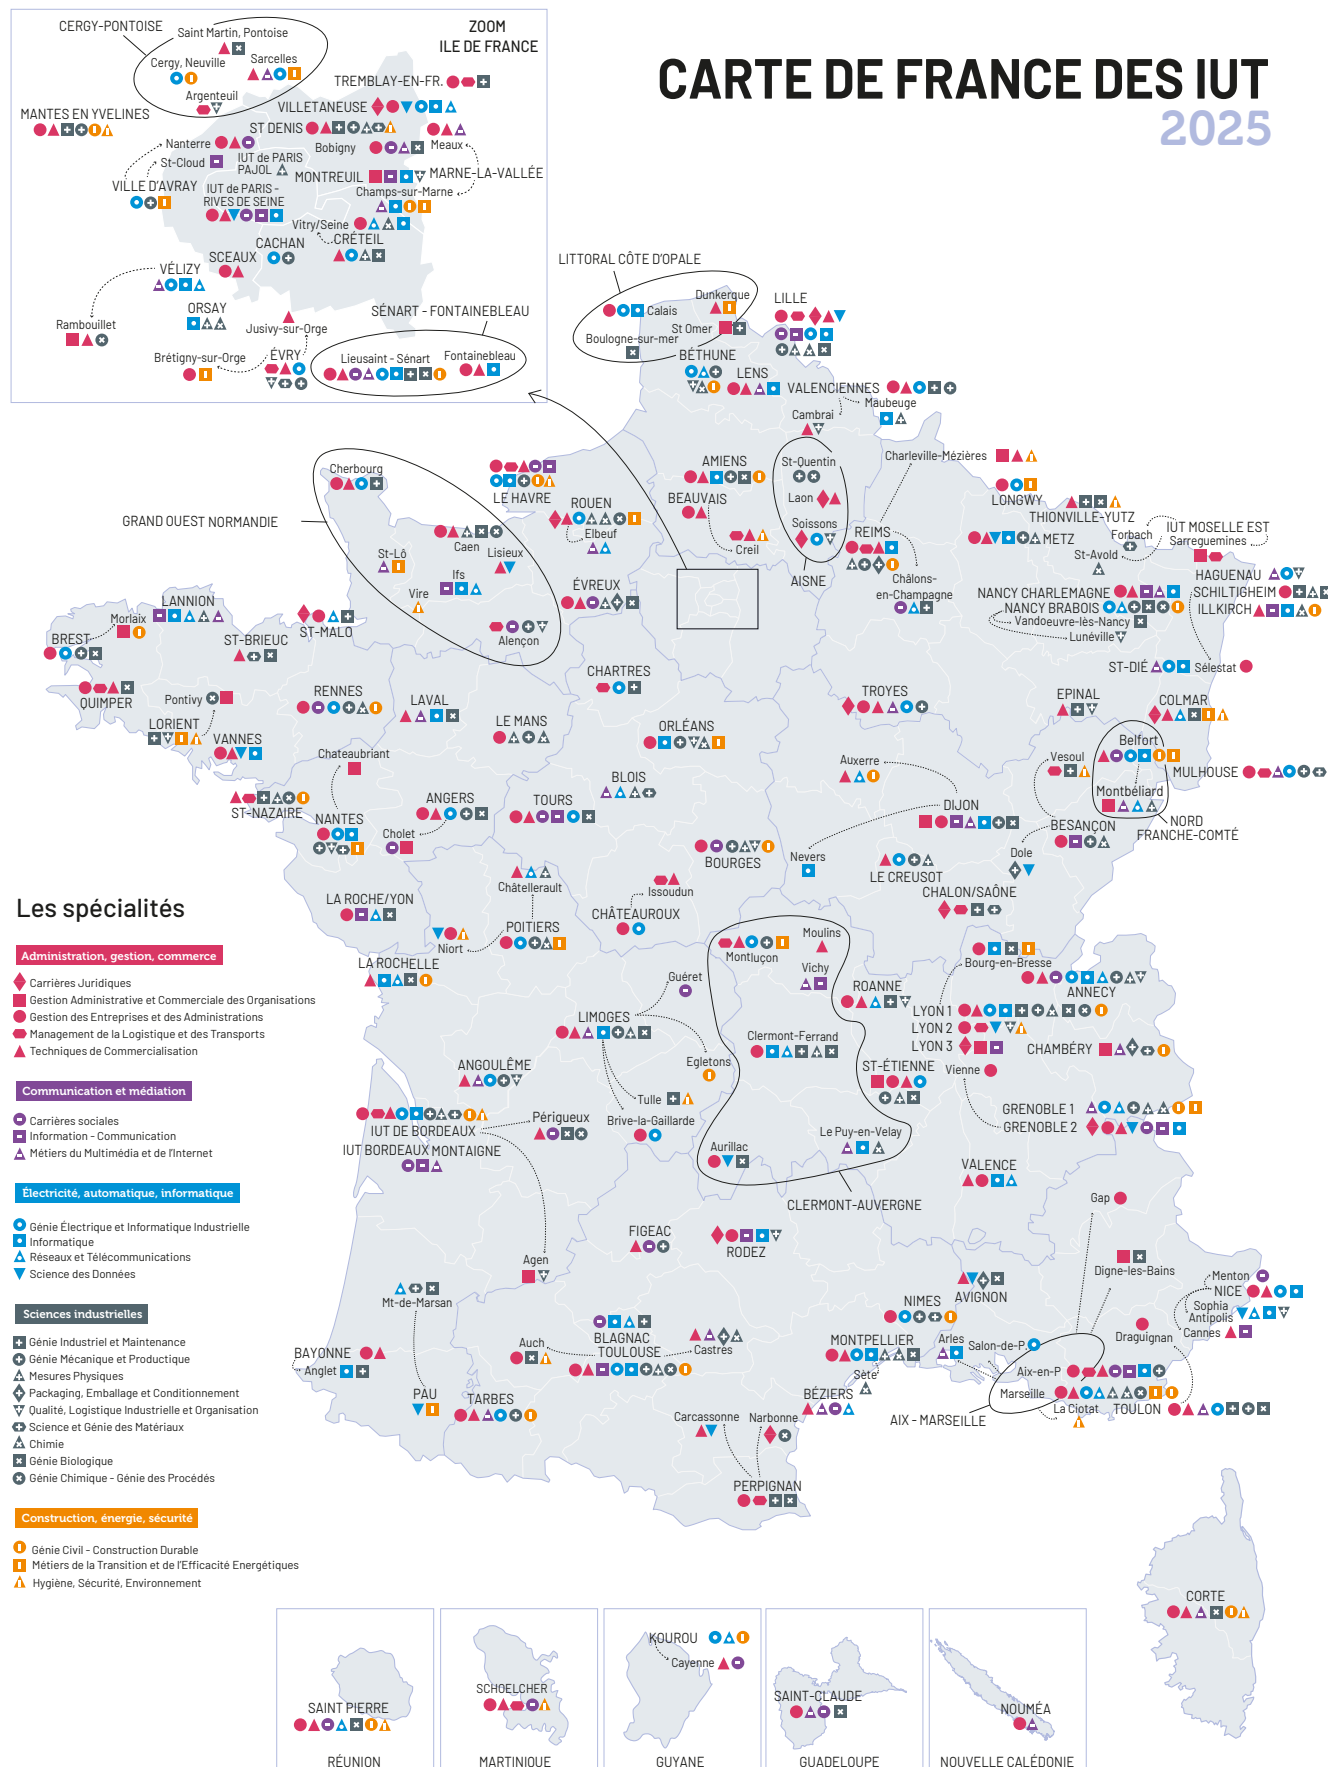 CARTE DE FRANCE DES IUT
2025
CERGY-PONTOISE
ZOOM
ILE DE FRANCE
Saint Martin, Pontoise
Cergy, Neuville
Sarcelles
Argenteuil
TREMBLAY-EN-FR.
MANTES EN YVELINES
VILLETANEUSE
ST DENIS
Nanterre
Bobigny
Meaux
St-Cloud
IUT de PARIS
PAJOL
MONTREUIL
MARNE-LA-VALLÉE
VILLE D'AVRAY
IUT de PARIS -
RIVES DE SEINE
Champs-sur-Marne
Vitry/Seine
CRÉTEIL
CACHAN
SCEAUX
VÉLIZY
ORSAY
Rambouillet
Jusivy-sur-Orge
SÉNART - FONTAINEBLEAU
Brétigny-sur-Orge
ÉVRY
Lieusaint - Sénart
Fontainebleau
LITTORAL CÔTE D'OPALE
Dunkerque
LILLE
Calais
St Omer
Boulogne-sur-mer
BÉTHUNE
LENS
VALENCIENNES
Maubeuge
Cambrai
Cherbourg
LE HAVRE
AMIENS
St-Quentin
Charleville-Mézières
BEAUVAIS
Laon
LONGWY
GRAND OUEST NORMANDIE
ROUEN
Elbeuf
Soissons
REIMS
THIONVILLE-YUTZ
IUT MOSELLE EST
Caen
Lisieux
Creil
METZ
Forbach
Sarreguemines
St-Lô
AISNE
St-Avold
Ifs
Châlons-
en-Champagne
HAGUENAU
Vire
ÉVREUX
NANCY CHARLEMAGNE
SCHILTIGHEIM
NANCY BRABOIS
ILLKIRCH
Vandoeuvre-lès-Nancy
Lunéville
LANNION
Morlaix
ST-MALO
Alençon
BREST
ST-BRIEUC
ST-DIÉ
Sélestat
CHARTRES
QUIMPER
Pontivy
RENNES
LAVAL
TROYES
EPINAL
COLMAR
LORIENT
VANNES
LE MANS
ORLÉANS
Belfort
Chateaubriant
Auxerre
Vesoul
MULHOUSE
BLOIS
Montbéliard
ST-NAZAIRE
ANGERS
TOURS
DIJON
NANTES
Cholet
BESANÇON
NORD
FRANCHE-COMTÉ
BOURGES
Nevers
LE CREUSOT
Dole
Châtellerault
Issoudun
CHALON/SAÔNE
LA ROCHE/YON
CHÂTEAUROUX
Niort
POITIERS
Moulins
Montluçon
Bourg-en-Bresse
LA ROCHELLE
Vichy
ANNECY
Guéret
ROANNE
LYON 1
LIMOGES
LYON 2
Clermont-Ferrand
LYON 3
CHAMBÉRY
ANGOULÊME
Egletons
ST-ÉTIENNE
Vienne
Tulle
Périgueux
Brive-la-Gaillarde
GRENOBLE 1
GRENOBLE 2
IUT DE BORDEAUX
Le Puy-en-Velay
IUT BORDEAUX MONTAIGNE
Aurillac
VALENCE
CLERMONT-AUVERGNE
Gap
FIGEAC
RODEZ
Agen
Digne-les-Bains
Menton
Mt-de-Marsan
AVIGNON
NICE
NIMES
Sophia
Antipolis
Auch
BLAGNAC
TOULOUSE
Castres
MONTPELLIER
Arles
Salon-de-P.
Draguignan
Cannes
BAYONNE
Anglet
Sète
Aix-en-P
PAU
TARBES
BÉZIERS
Marseille
La Ciotat
TOULON
AIX - MARSEILLE
Carcassonne
Narbonne
PERPIGNAN
CORTE
Les spécialités
Administration, gestion, commerce
Carrières Juridiques
Gestion Administrative et Commerciale des Organisations
Gestion des Entreprises et des Administrations
Management de la Logistique et des Transports
Techniques de Commercialisation
Communication et médiation
Carrières sociales
Information - Communication
Métiers du Multimédia et de l'Internet
Électricité, automatique, informatique
Génie Électrique et Informatique Industrielle
Informatique
Réseaux et Télécommunications
Science des Données
Sciences industrielles
Génie Industriel et Maintenance
Génie Mécanique et Productique
Mesures Physiques
Packaging, Emballage et Conditionnement
Qualité, Logistique Industrielle et Organisation
Science et Génie des Matériaux
Chimie
Génie Biologique
Génie Chimique - Génie des Procédés
Construction, énergie, sécurité
Génie Civil - Construction Durable
Métiers de la Transition et de l'Efficacité Energétiques
Hygiène, Sécurité, Environnement
SAINT PIERRE
RÉUNION
SCHOELCHER
MARTINIQUE
KOUROU
Cayenne
GUYANE
SAINT-CLAUDE
GUADELOUPE
NOUMÉA
NOUVELLE CALÉDONIE